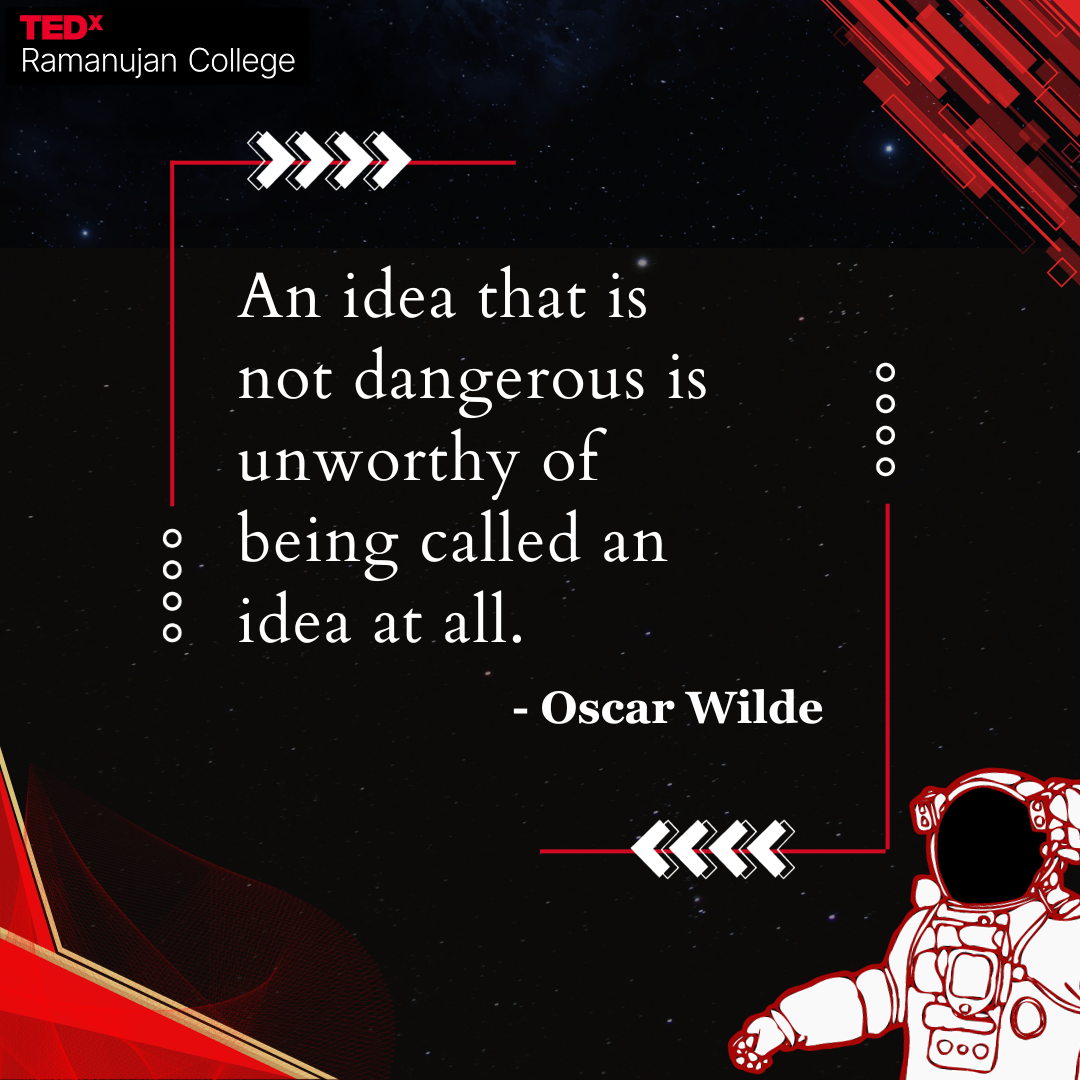 TEDx
Ramanujan College
An idea that is
not dangerous is
unworthy of
being called an
idea at all.
- Oscar Wilde